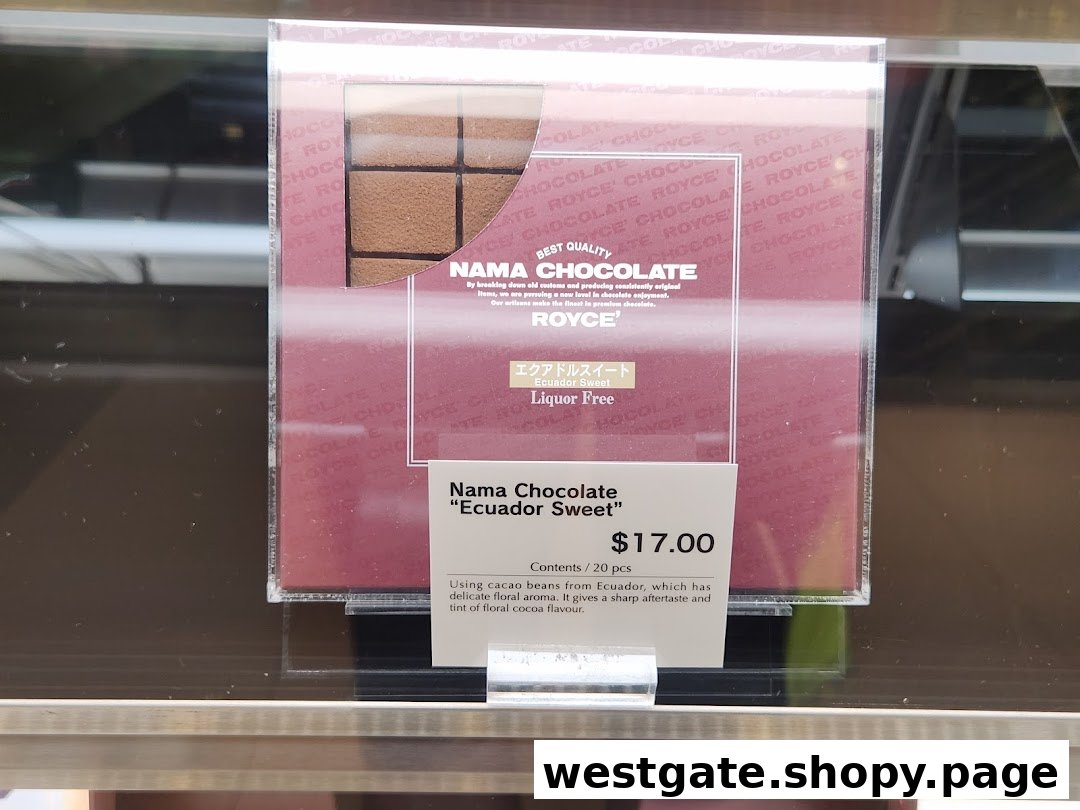 BEST QUALITY
NAMA CHOCOLATE
By breaking down old customs and producing consistently original
items, we are pursuing a new level in chocolate enjoyment.
Our artisans make the finest in premium chocolate.
ROYCE'
エクアドルスイート
Ecuador Sweet
Liquor Free
Nama Chocolate
“Ecuador Sweet”
$17.00
Contents / 20 pcs
Using cacao beans from Ecuador, which has
delicate floral aroma. It gives a sharp aftertaste and
tint of floral cocoa flavour.
westgate.shopy.page